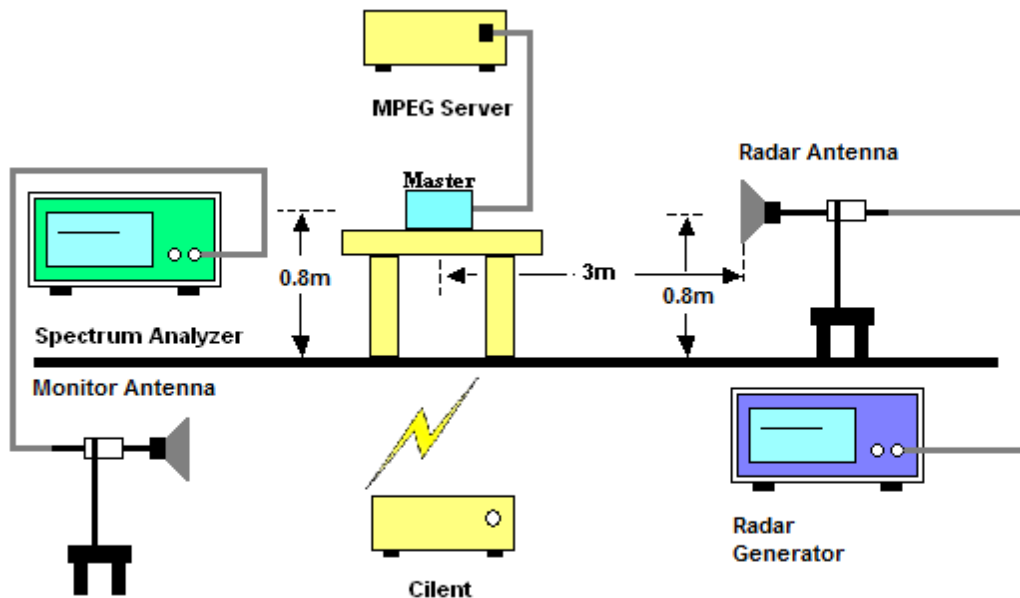 MPEG Server
Radar Antenna
Master
0.8m
3m
0.8m
Spectrum Analyzer
Monitor Antenna
Radar
Generator
Cilent